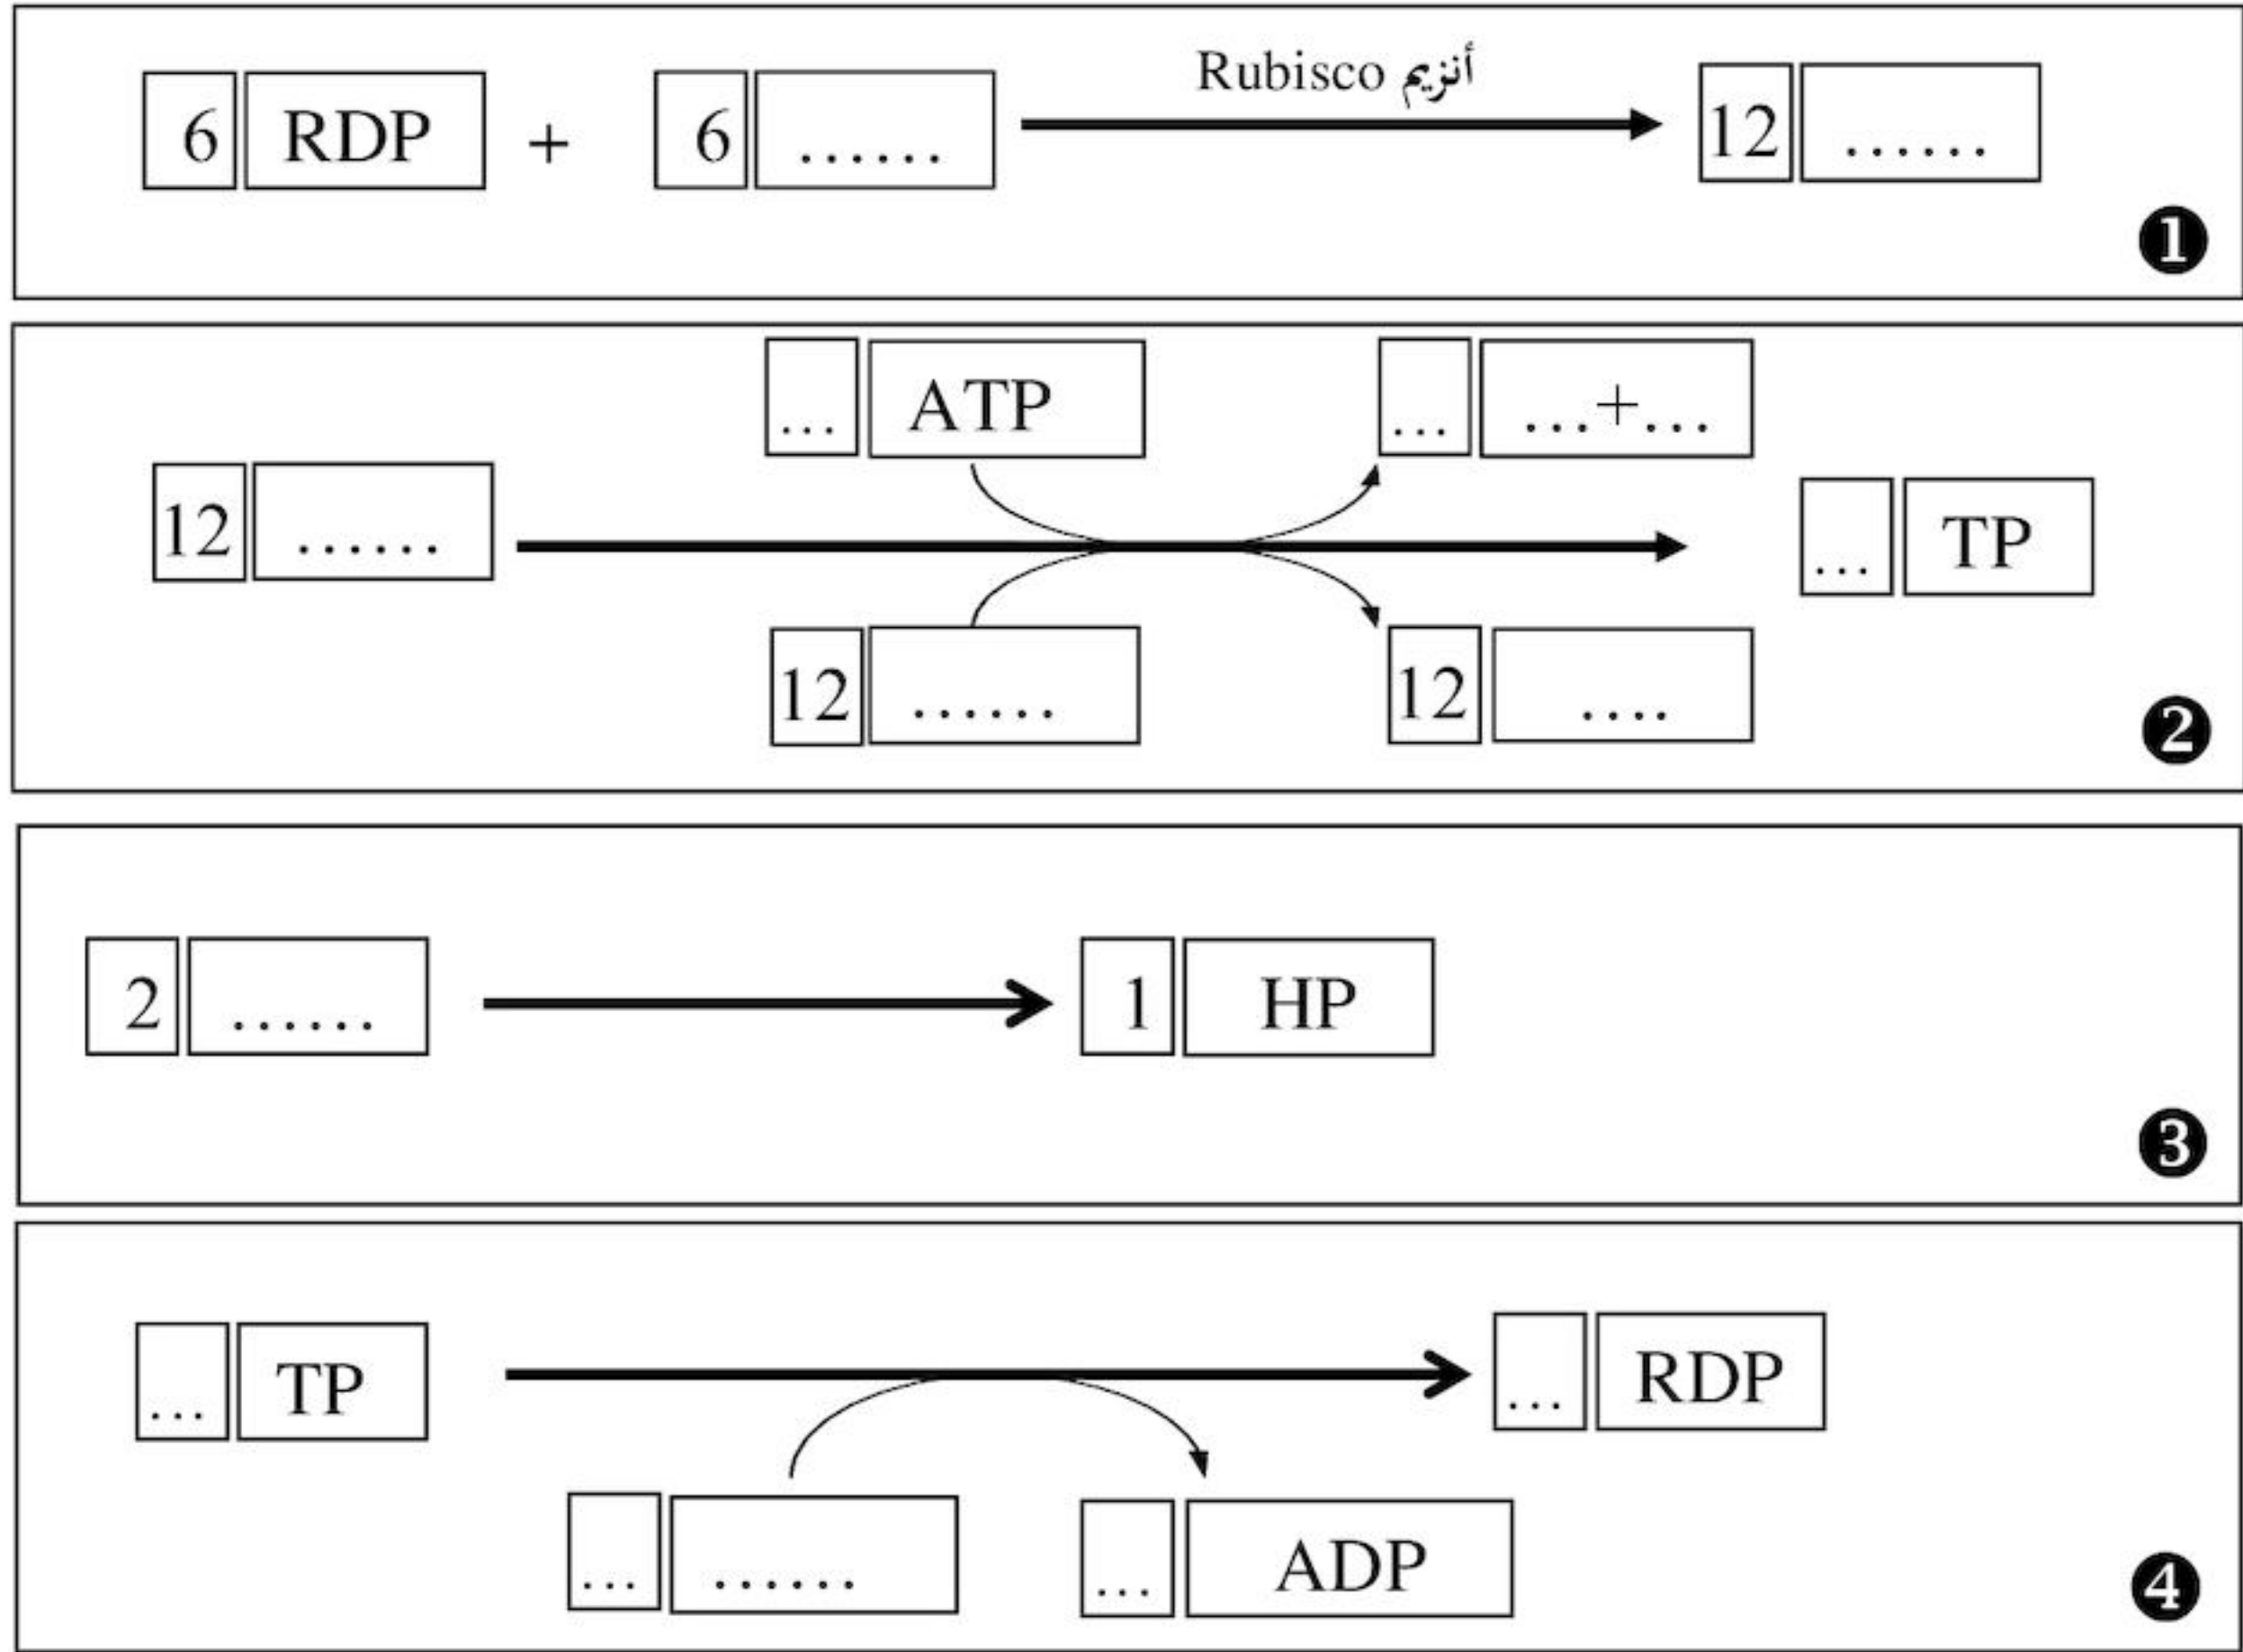 6 RDP + 6 ...... أنزيم Rubisco 12 ......
❶
... ATP ... ...+...
12 ...... ... TP
12 ...... 12 ....
❷
2 ...... 1 HP
❸
... TP ... RDP
... ...... ... ADP
❹